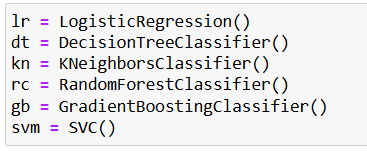 lr = LogisticRegression()
dt = DecisionTreeClassifier()
kn = KNeighborsClassifier()
rc = RandomForestClassifier()
gb = GradientBoostingClassifier()
svm = SVC()